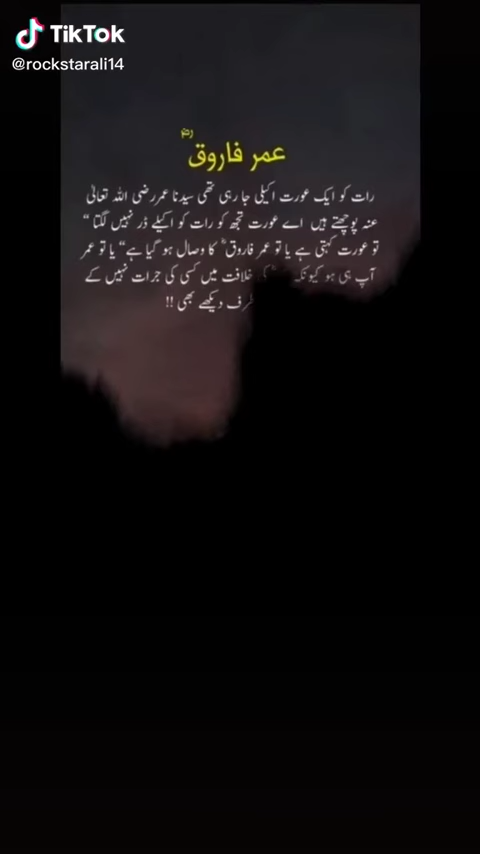 TikTok
@rockstarali14
عمر فاروق ؓ
رات کو ایک عورت اکیلی جا رہی تھی سیدنا عمر رضی اللہ تعالیٰ
عنہ پوچھتے ہیں اے عورت تجھ کو رات کو اکیلے ڈر نہیں لگتا “
تو عورت کہتی ہے یا تو عمر فاروق ؓ کا وصال ہو گیا ہے“ یا تو عمر
آپ ہی ہو کیونکہ کی خلافت میں کسی کی جرات نہیں کے
طرف دیکھے بھی !!